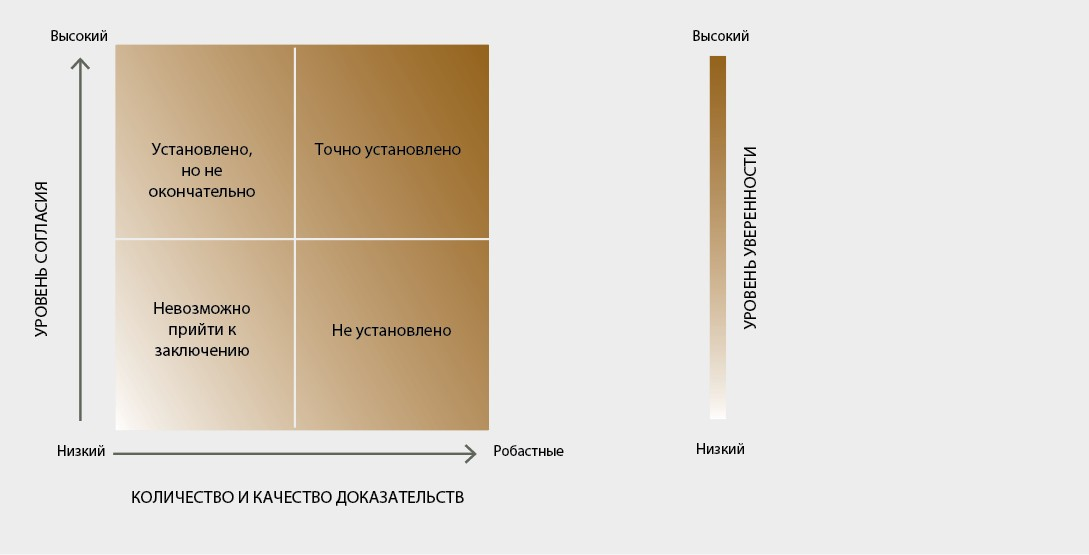 Высокий
Высокий
УРОВЕНЬ СОГЛАСИЯ
Установлено,
но не
окончательно
Точно установлено
Невозможно
прийти к
заключению
Не установлено
УРОВЕНЬ УВЕРЕННОСТИ
Низкий
Робастные
Низкий
КОЛИЧЕСТВО И КАЧЕСТВО ДОКАЗАТЕЛЬСТВ